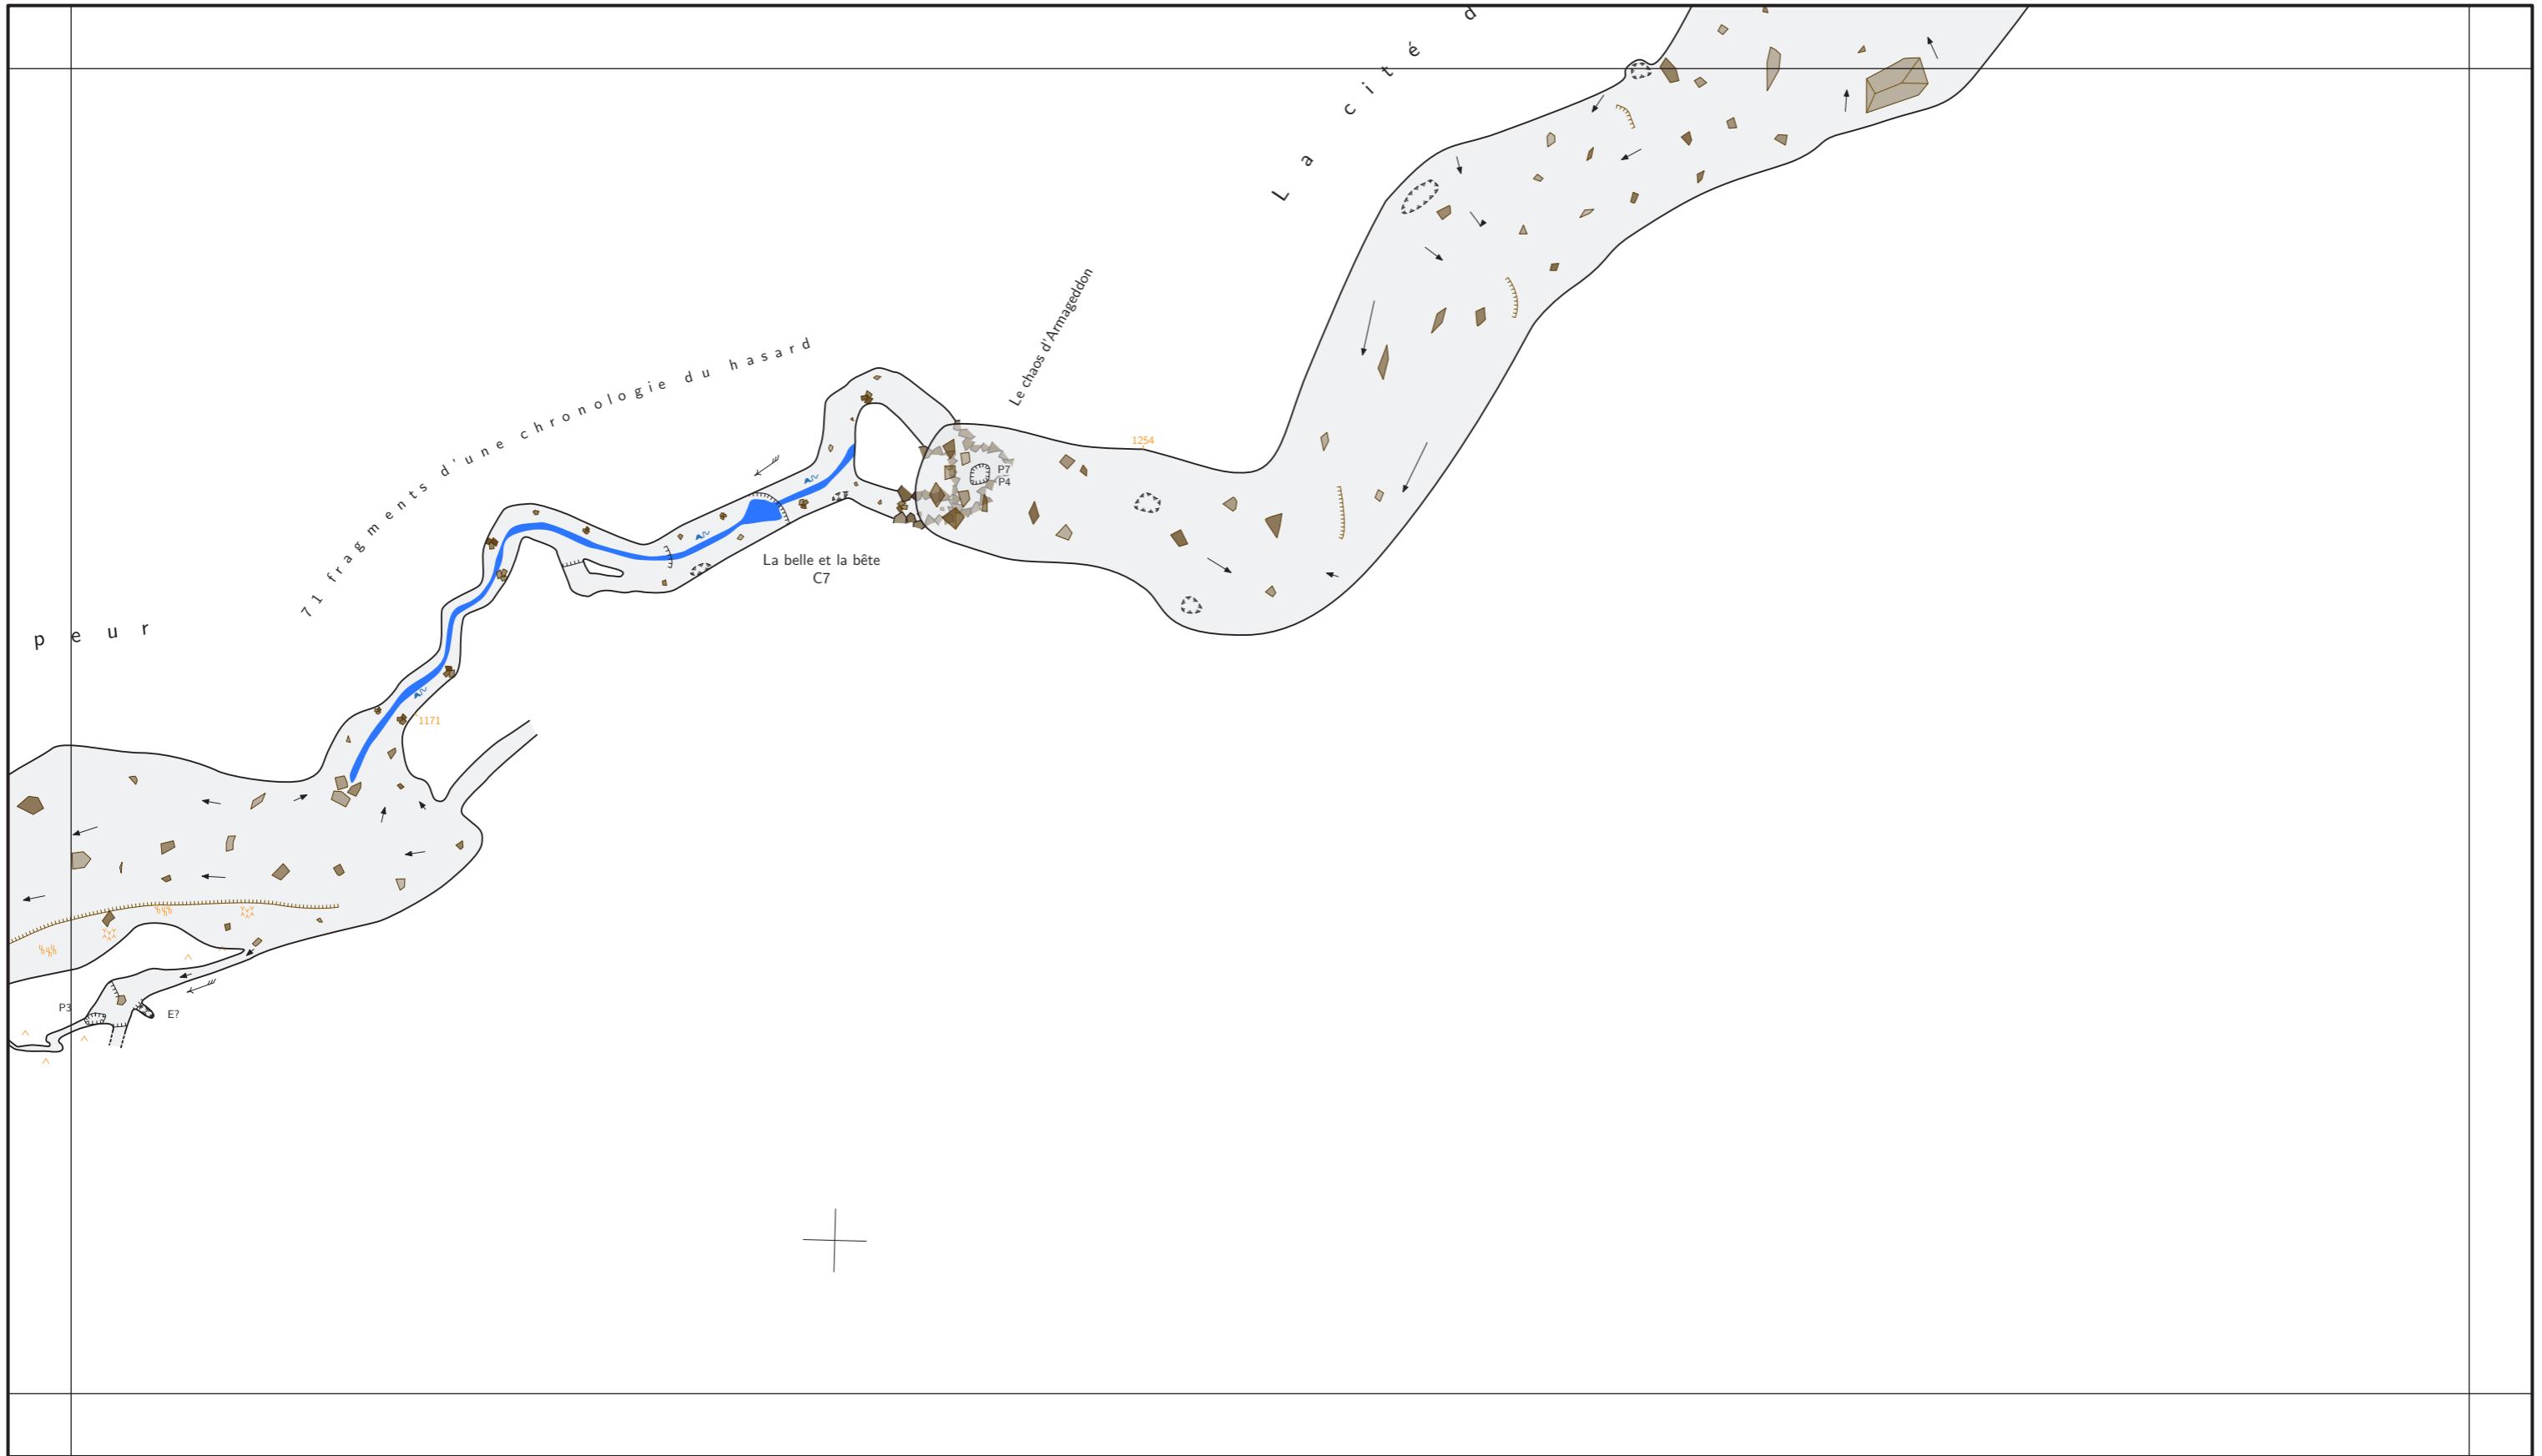 La cité d
Le chaos d'Armageddon
71 fragments d'une chronologie du hasard
1254
P7
P4
La belle et la bête
C7
peur
1171
P3
E?